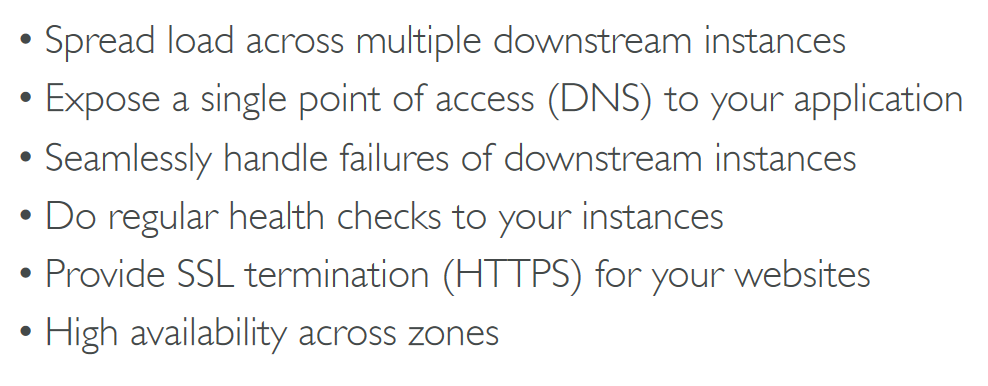 • Spread load across multiple downstream instances
• Expose a single point of access (DNS) to your application
• Seamlessly handle failures of downstream instances
• Do regular health checks to your instances
• Provide SSL termination (HTTPS) for your websites
• High availability across zones